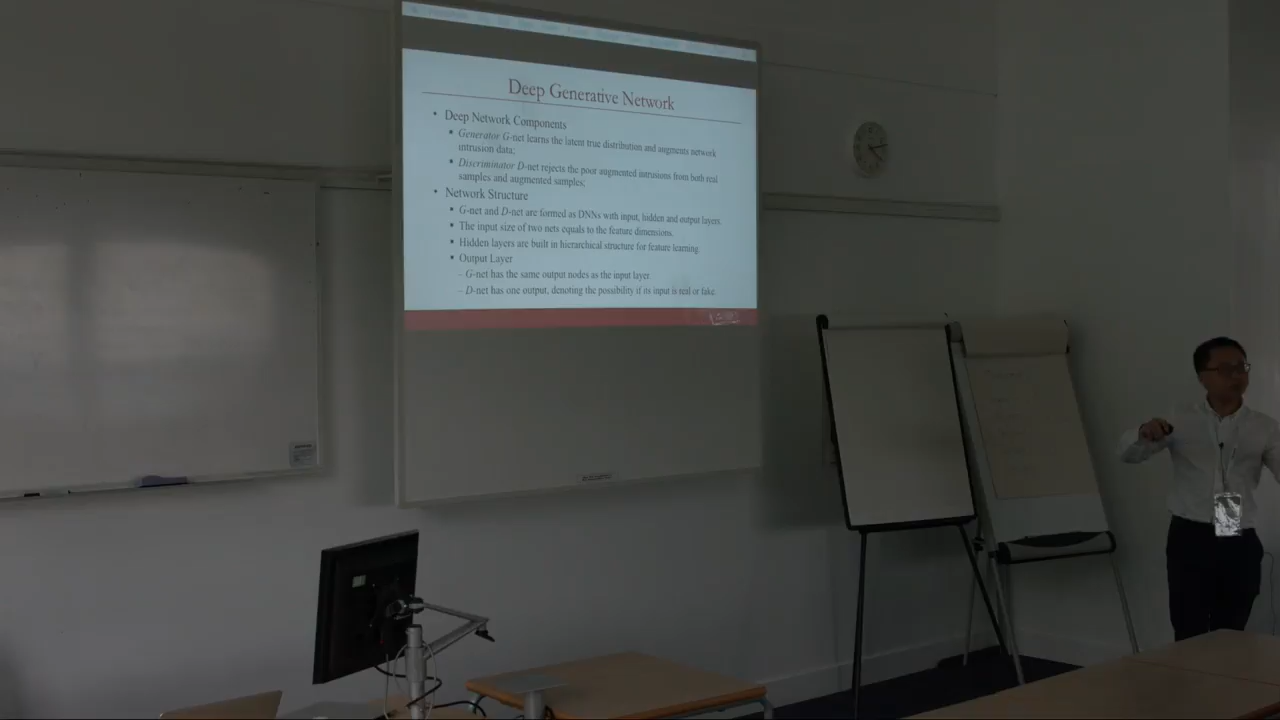 Deep Generative Network
• Deep Network Components
▪ Generator G-net learns the latent true distribution and augments network
intrusion data;
▪ Discriminator D-net rejects the poor augmented intrusions from both real
samples and augmented samples;
• Network Structure
▪ G-net and D-net are formed as DNNs with input, hidden and output layers.
▪ The input size of two nets equals to the feature dimensions.
▪ Hidden layers are built in hierarchical structure for feature learning
▪ Output Layer
– G-net has the same output nodes as the input layer.
– D-net has one output, denoting the possibility if its input is real or fake.